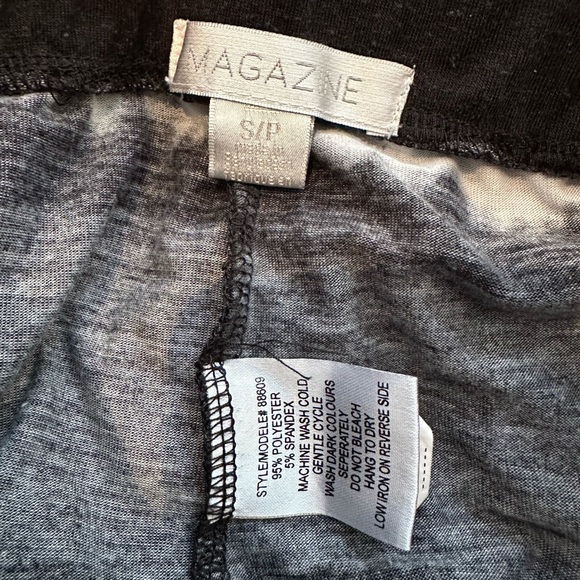 MAGAZINE
S/P
STYLE/MODELE# 88609
95% POLYESTER
5% SPANDEX
MACHINE WASH COLD,
GENTLE CYCLE
WASH DARK COLOURS
SEPERATELY
DO NOT BLEACH
HANG TO DRY
LOW IRON ON REVERSE SIDE